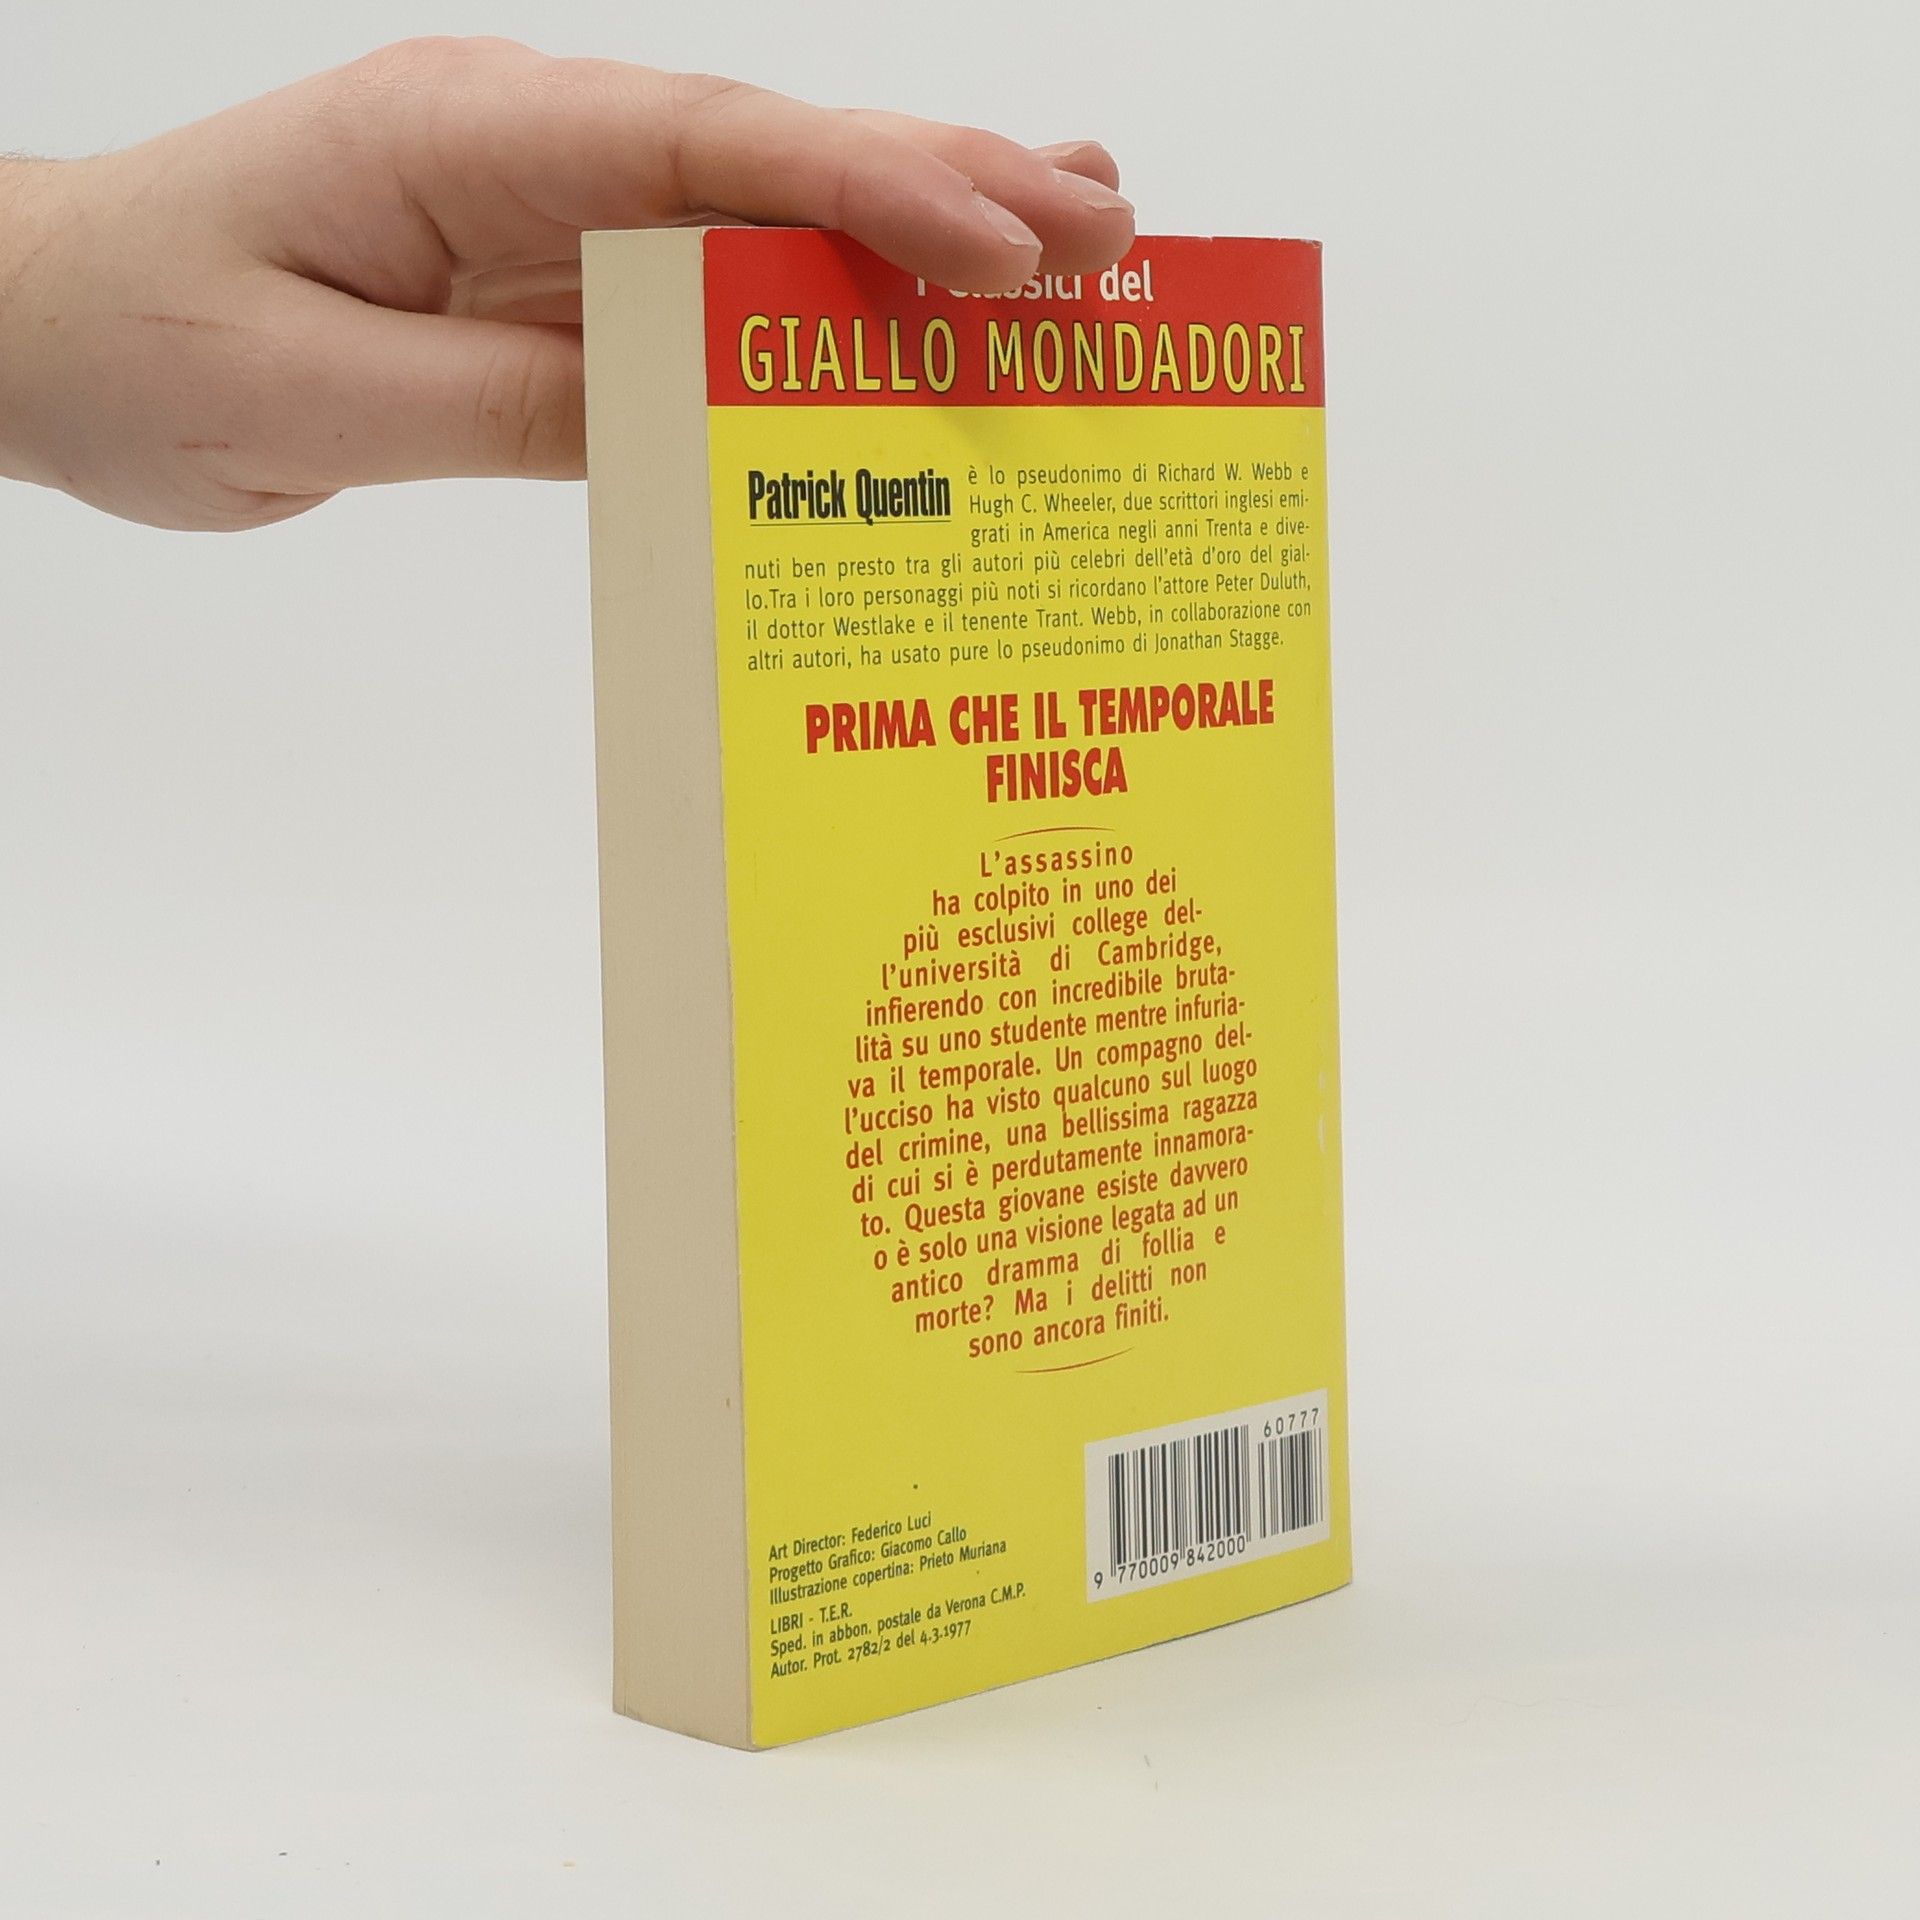 I Classici del
GIALLO MONDADORI
Patrick Quentin è lo pseudonimo di Richard W. Webb e
Hugh C. Wheeler, due scrittori inglesi emi-
grati in America negli anni Trenta e dive-
nuti ben presto tra gli autori più celebri dell'età d'oro del gial-
lo.Tra i loro personaggi più noti si ricordano l'attore Peter Duluth,
il dottor Westlake e il tenente Trant. Webb, in collaborazione con
altri autori, ha usato pure lo pseudonimo di Jonathan Stagge.
PRIMA CHE IL TEMPORALE
FINISCA
L'assassino
ha colpito in uno dei
più esclusivi college del-
l'università di Cambridge,
infierendo con incredibile bruta-
lità su uno studente mentre infuria-
va il temporale. Un compagno del-
l'ucciso ha visto qualcuno sul luogo
del crimine, una bellissima ragazza
di cui si è perdutamente innamora-
to. Questa giovane esiste davvero
o è solo una visione legata ad un
antico dramma di follia e
morte? Ma i delitti non
sono ancora finiti.
60777
9 770009 842000
Art Director: Federico Luci
Progetto Grafico: Giacomo Callo
Illustrazione copertina: Prieto Muriana
LIBRI - T.E.R.
Sped. in abbon. postale da Verona C.M.P.
Autor. Prot. 2782/2 del 4-3-1977